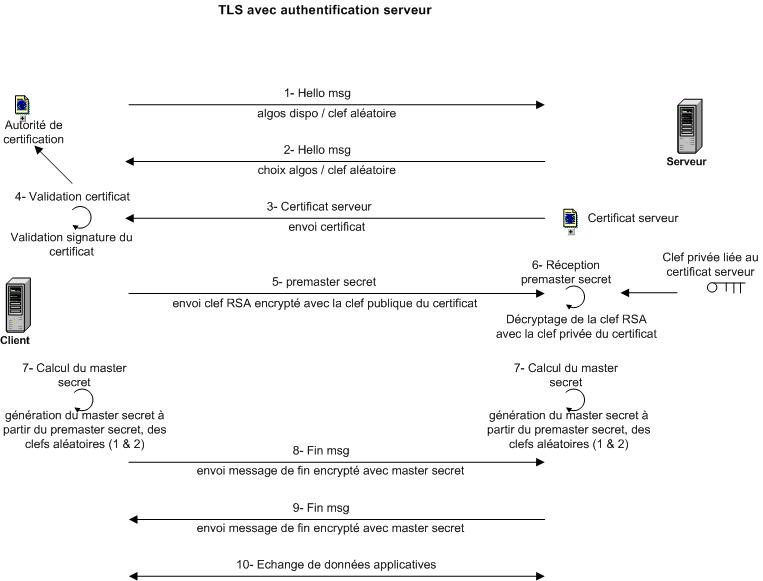 TLS avec authentification serveur
1- Hello msg
algos dispo / clef aléatoire
Autorité de
certification
Serveur
2- Hello msg
choix algos / clef aléatoire
4- Validation certificat
Validation signature du
certificat
3- Certificat serveur
envoi certificat
Certificat serveur
Client
5- premaster secret
envoi clef RSA encrypté avec la clef publique du certificat
6- Réception
premaster secret
Décryptage de la clef RSA
avec la clef privée du certificat
Clef privée liée au
certificat serveur
7- Calcul du master
secret
génération du master secret à
partir du premaster secret, des
clefs aléatoires (1 & 2)
7- Calcul du master
secret
génération du master secret à
partir du premaster secret, des
clefs aléatoires (1 & 2)
8- Fin msg
envoi message de fin encrypté avec master secret
9- Fin msg
envoi message de fin encrypté avec master secret
10- Echange de données applicatives